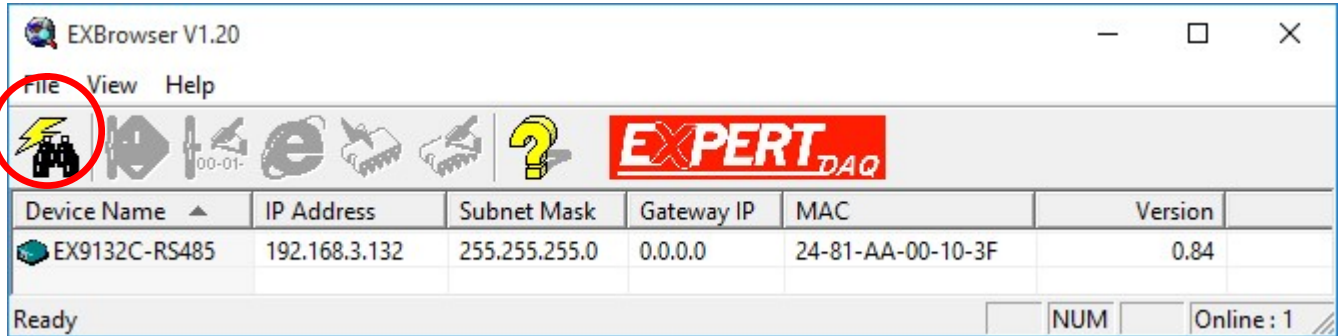 EXBrowser V1.20
File View Help
00-01-
EXPERT DAQ
Device Name IP Address Subnet Mask Gateway IP MAC Version
EX9132C-RS485 192.168.3.132 255.255.255.0 0.0.0.0 24-81-AA-00-10-3F 0.84
Ready NUM Online : 1